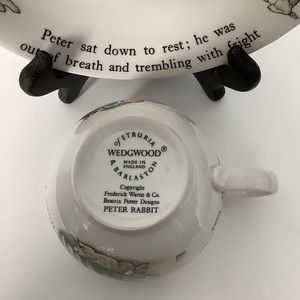 Peter sat down to rest; he was
out of breath and trembling with fright
OF ETRURIA
WEDGWOOD®
MADE IN
ENGLAND
& BARLASTON
Copyright
Frederick Warne & Co.
Beatrix Potter Designs
PETER RABBIT